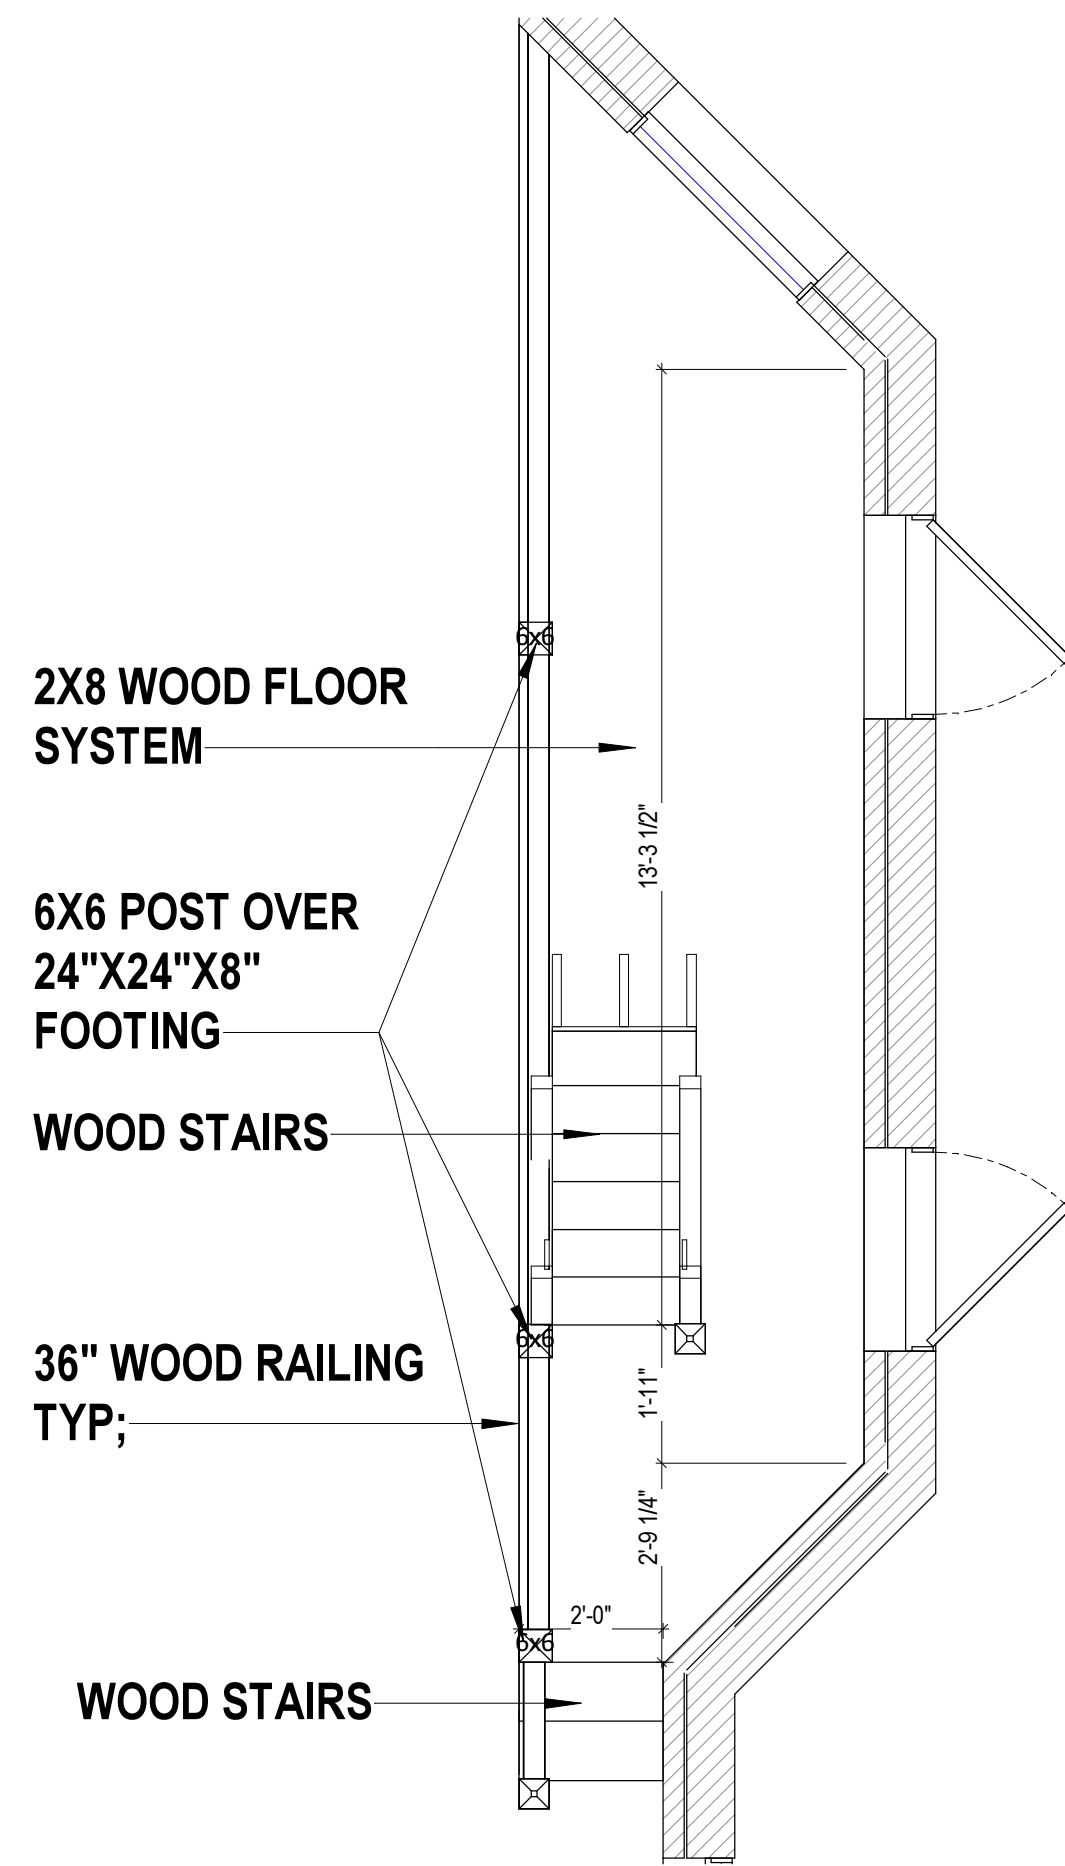 6x6
2X8 WOOD FLOOR
SYSTEM
13'-3 1/2"
6X6 POST OVER
24"X24"X8"
FOOTING
WOOD STAIRS
6x6
36" WOOD RAILING
TYP;
1'-11"
2'-9 1/4"
2'-0"
6x6
WOOD STAIRS